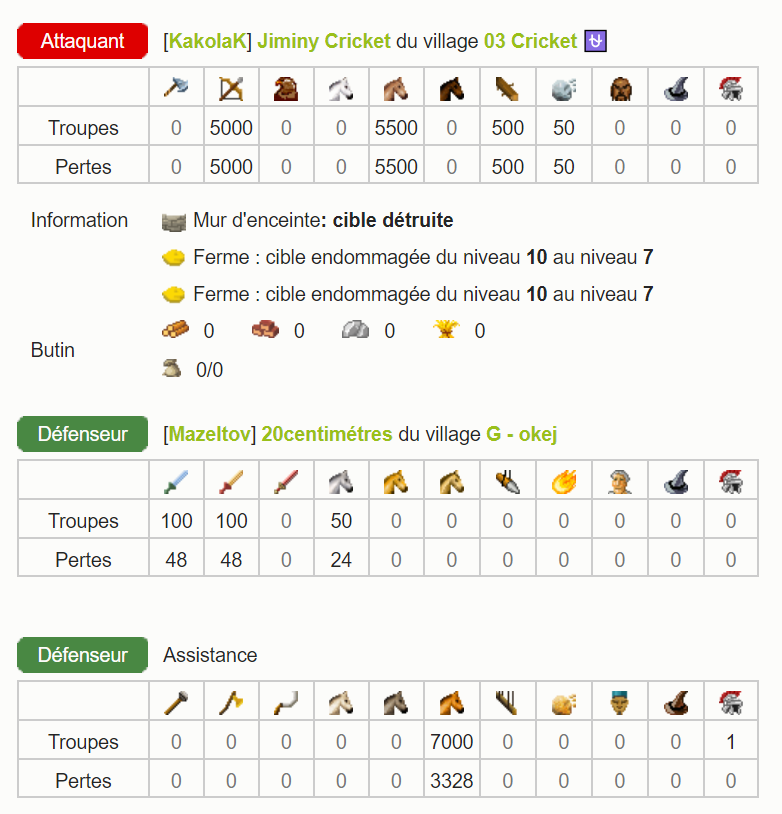 Attaquant [KakolaK] Jiminy Cricket du village 03 Cricket
Troupes 0 5000 0 0 5500 0 500 50 0 0 0
Pertes 0 5000 0 0 5500 0 500 50 0 0 0
Information Mur d'enceinte: cible détruite
Ferme : cible endommagée du niveau 10 au niveau 7
Ferme : cible endommagée du niveau 10 au niveau 7
Butin 0 0 0 0
0/0
Défenseur [Mazeltov] 20centimétres du village G - okej
Troupes 100 100 0 50 0 0 0 0 0 0 0
Pertes 48 48 0 24 0 0 0 0 0 0 0
Défenseur Assistance
Troupes 0 0 0 0 0 7000 0 0 0 0 1
Pertes 0 0 0 0 0 3328 0 0 0 0 0